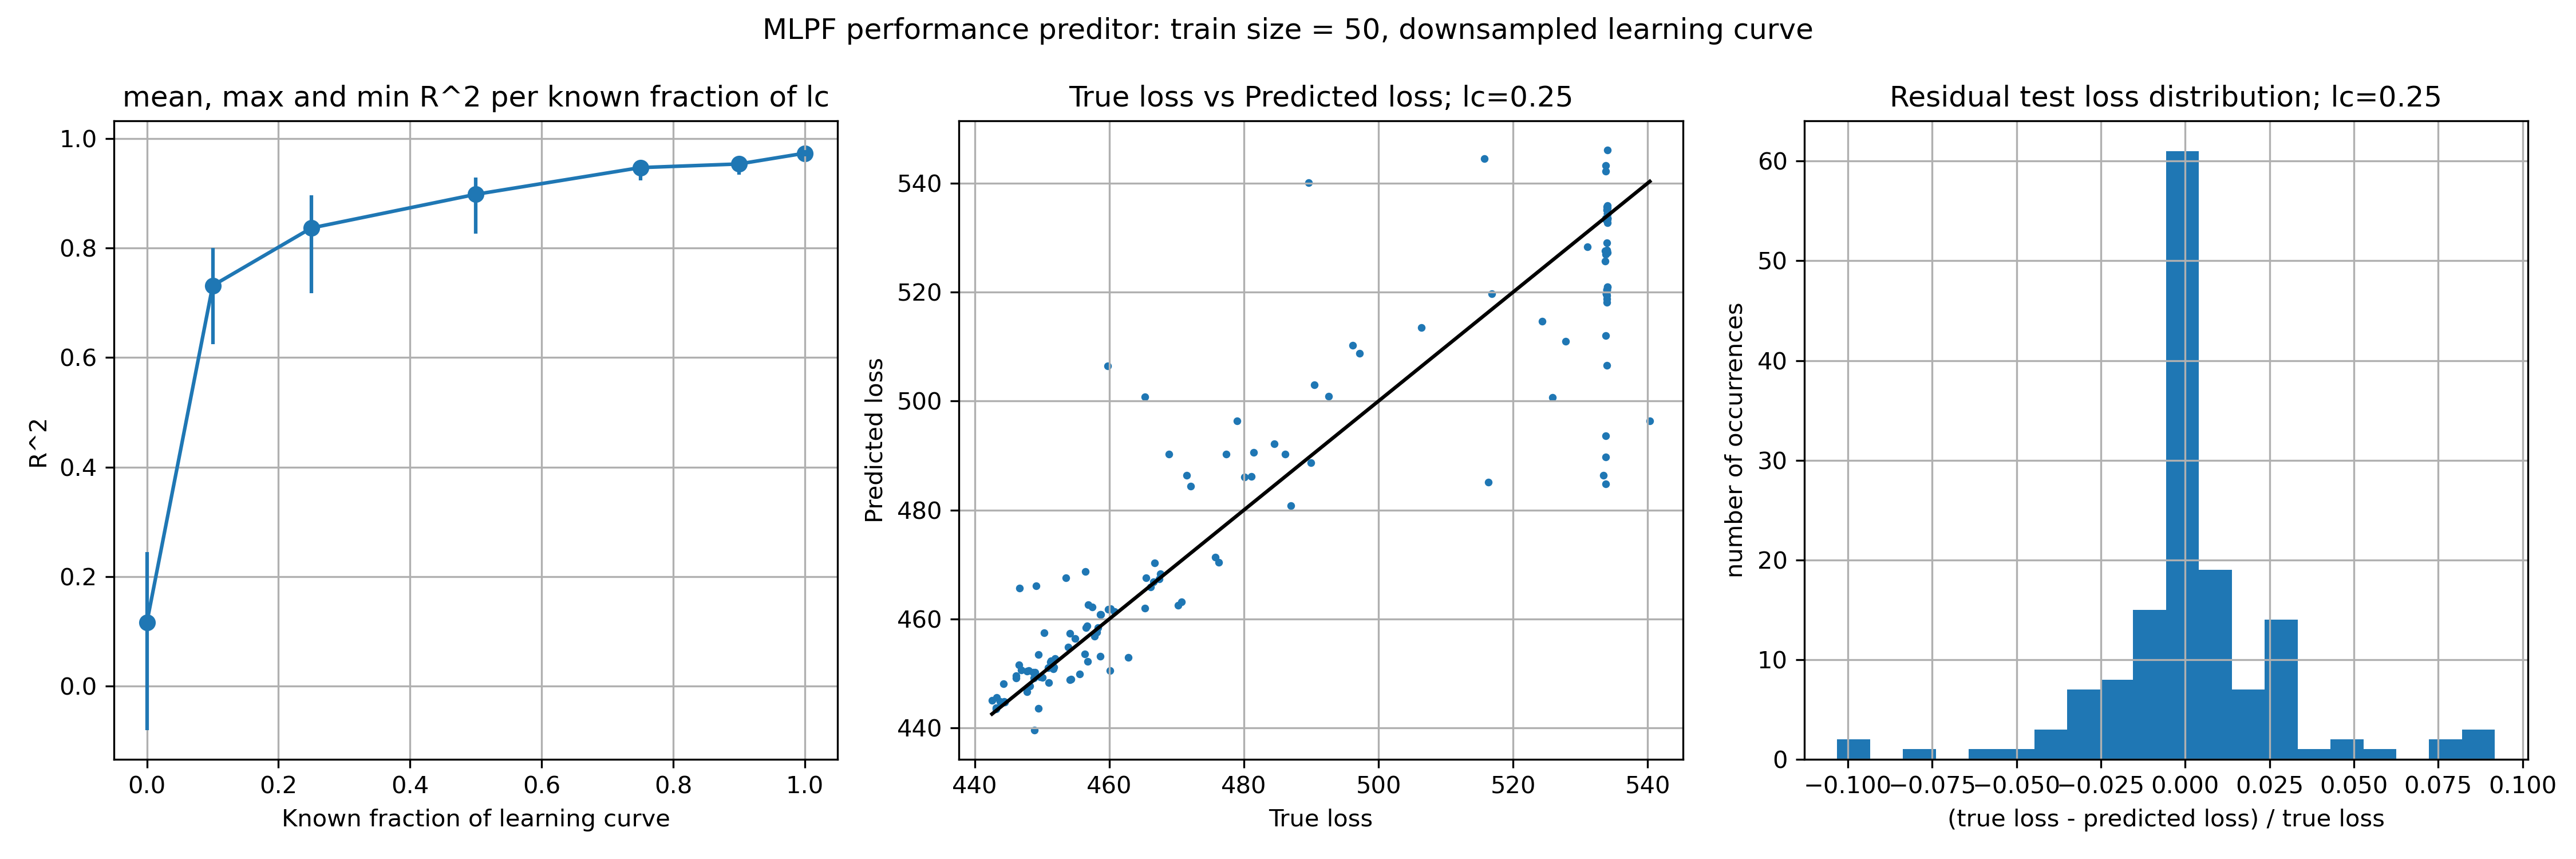 MLPF performance preditor: train size = 50, downsampled learning curve
mean, max and min R^2 per known fraction of lc
1.0
0.8
0.6
0.4
0.2
0.0
R^2
0.0 0.2 0.4 0.6 0.8 1.0
Known fraction of learning curve
True loss vs Predicted loss; lc=0.25
540
520
500
480
460
440
Predicted loss
440 460 480 500 520 540
True loss
Residual test loss distribution; lc=0.25
60
50
40
30
20
10
0
number of occurrences
−0.100 −0.075 −0.050 −0.025 0.000 0.025 0.050 0.075 0.100
(true loss - predicted loss) / true loss